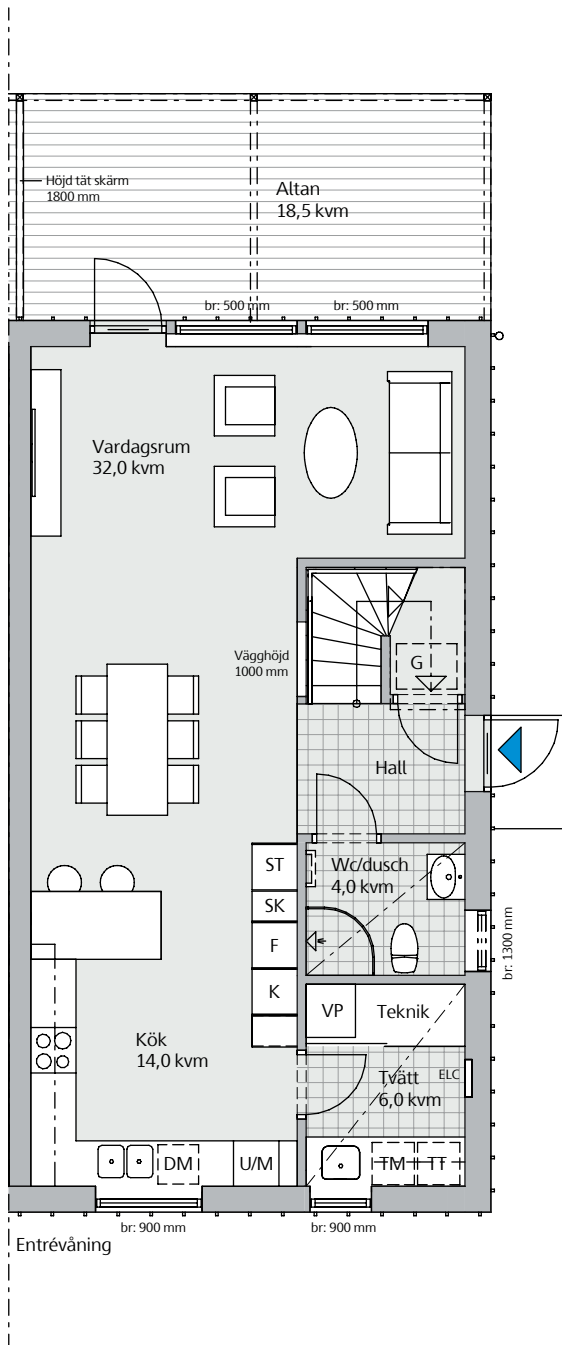 Höjd tät skärm
1800 mm
Altan
18,5 kvm
br: 500 mm
br: 500 mm
Vardagsrum
32,0 kvm
Vägghöjd
1000 mm
G
Hall
ST
SK
F
K
Wc/dusch
4,0 kvm
br: 1300 mm
VP
Teknik
Kök
14,0 kvm
Tvätt
6,0 kvm
ELC
DM
U/M
TM
TT
br: 900 mm
br: 900 mm
Entrévåning